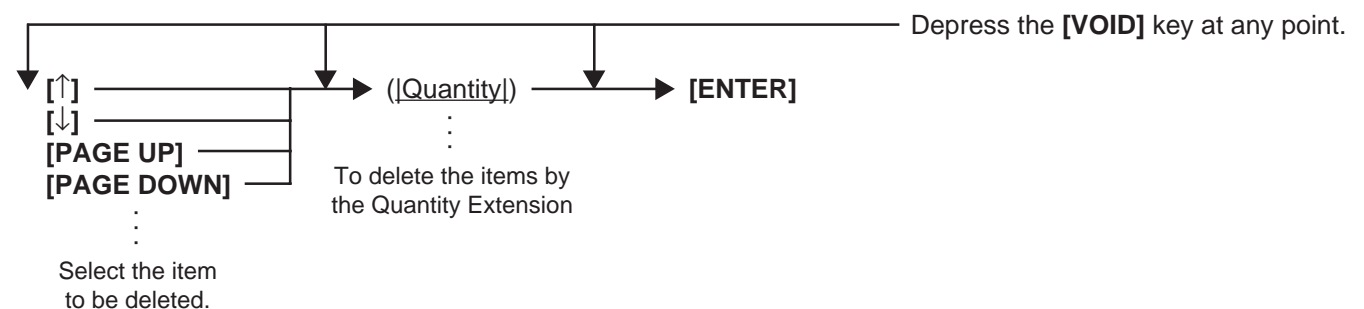 Depress the [VOID] key at any point.
[↑] (|Quantity|) [ENTER]
[↓]
[PAGE UP]
[PAGE DOWN]
To delete the items by
the Quantity Extension
Select the item
to be deleted.